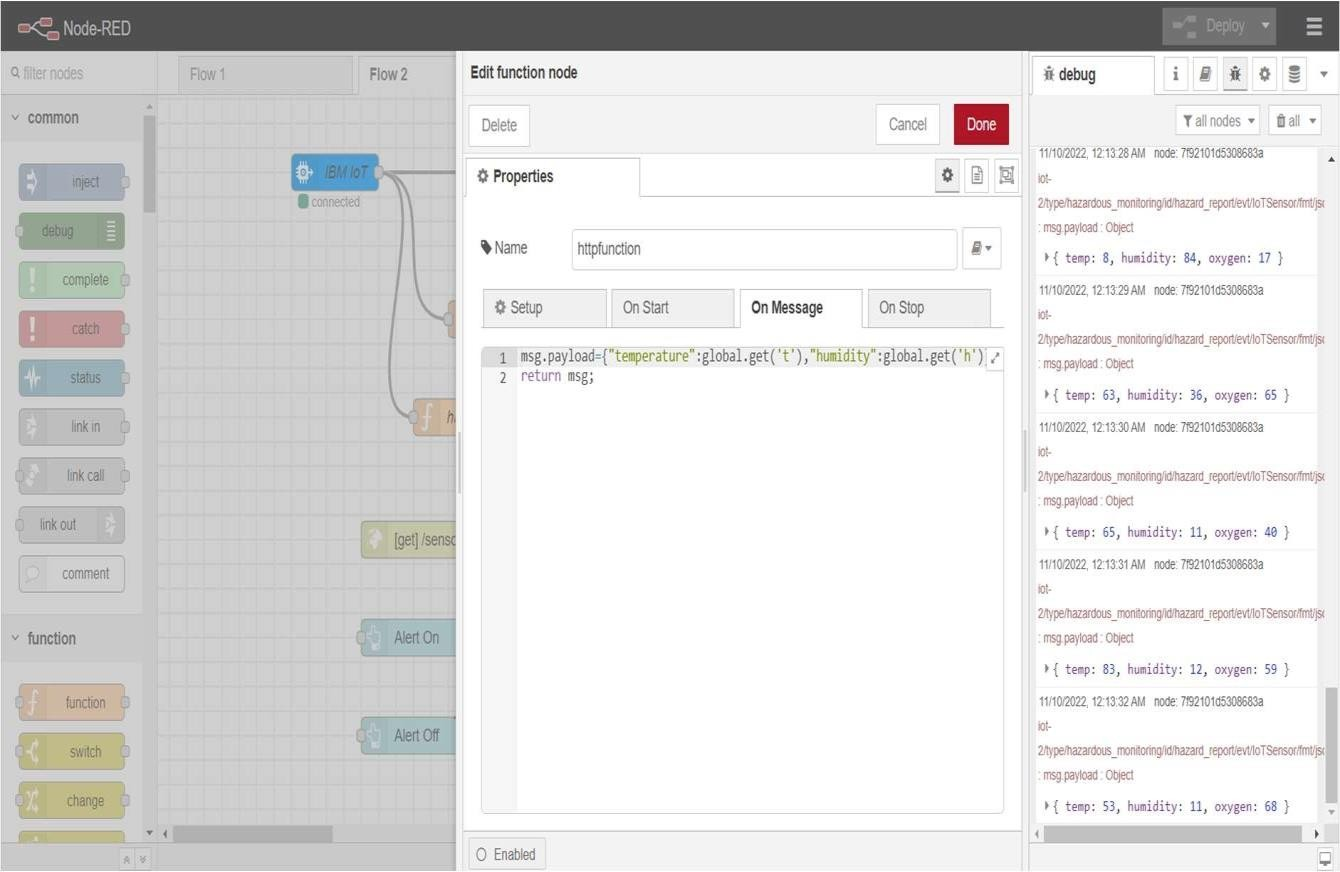 Node-RED
Deploy
filter nodes
Flow 1
Flow 2
Edit function node
debug
Delete
Cancel
Done
all nodes
all
common
inject
debug
complete
catch
status
link in
link call
link out
comment
function
function
switch
change
IBM IoT
connected
[get] /senso
Alert On
Alert Off
Properties
Name
httpfunction
Setup
On Start
On Message
On Stop
1 msg.payload={"temperature":global.get('t'),"humidity":global.get('h')
2 return msg;
Enabled
11/10/2022, 12:13:28 AM node: 7f92101d5308683a
iot-
2/type/hazardous_monitoring/id/hazard_report/evt/IoTSensor/fmt/jso
: msg.payload : Object
{ temp: 8, humidity: 84, oxygen: 17 }
11/10/2022, 12:13:29 AM node: 7f92101d5308683a
iot-
2/type/hazardous_monitoring/id/hazard_report/evt/IoTSensor/fmt/jso
: msg.payload : Object
{ temp: 63, humidity: 36, oxygen: 65 }
11/10/2022, 12:13:30 AM node: 7f92101d5308683a
iot-
2/type/hazardous_monitoring/id/hazard_report/evt/IoTSensor/fmt/jso
: msg.payload : Object
{ temp: 65, humidity: 11, oxygen: 40 }
11/10/2022, 12:13:31 AM node: 7f92101d5308683a
iot-
2/type/hazardous_monitoring/id/hazard_report/evt/IoTSensor/fmt/jso
: msg.payload : Object
{ temp: 83, humidity: 12, oxygen: 59 }
11/10/2022, 12:13:32 AM node: 7f92101d5308683a
iot-
2/type/hazardous_monitoring/id/hazard_report/evt/IoTSensor/fmt/jso
: msg.payload : Object
{ temp: 53, humidity: 11, oxygen: 68 }